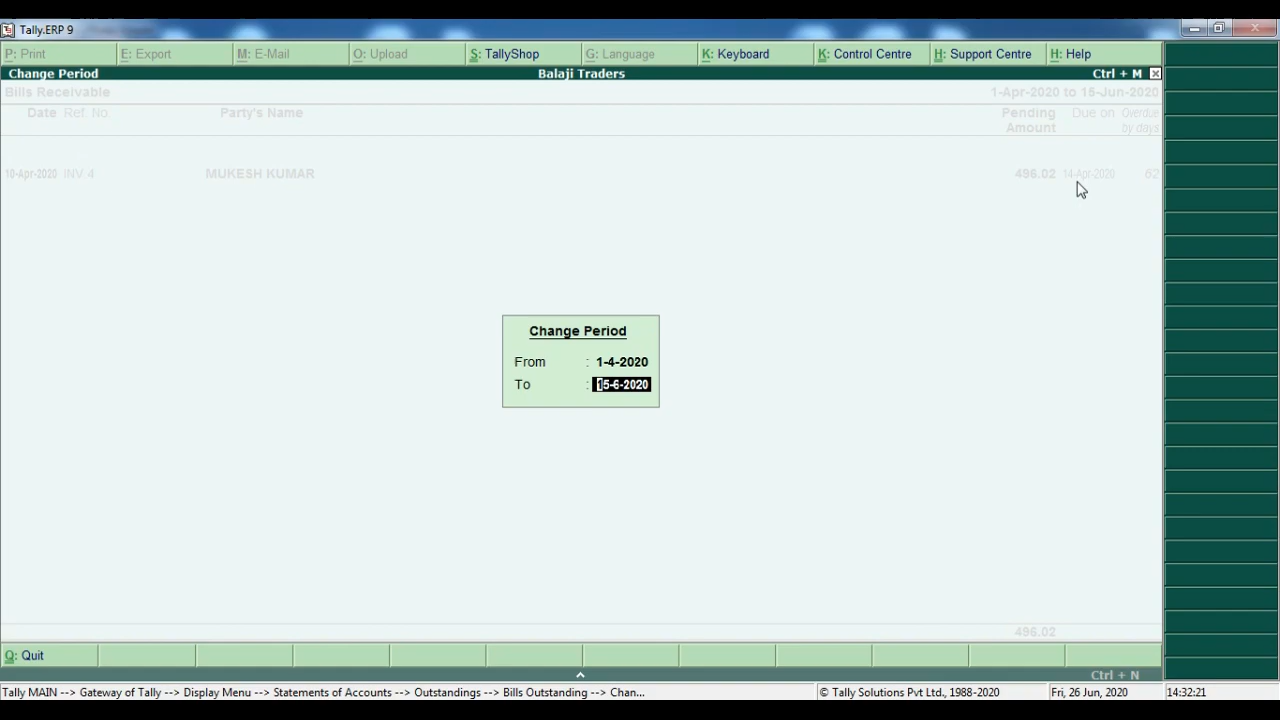 Tally.ERP 9
P: Print E: Export M: E-Mail O: Upload S: TallyShop G: Language K: Keyboard K: Control Centre H: Support Centre H: Help
Change Period Balaji Traders Ctrl + M
Bills Receivable 1-Apr-2020 to 15-Jun-2020
Date Ref. No. Party's Name Pending Due on Overdue
Amount by days
10-Apr-2020 INV. 4 MUKESH KUMAR 496.02 14-Apr-2020 62
Change Period
From : 1-4-2020
To : 15-6-2020
496.02
Q: Quit
Ctrl + N
Tally MAIN --> Gateway of Tally --> Display Menu --> Statements of Accounts --> Outstandings --> Bills Outstanding --> Chan... © Tally Solutions Pvt Ltd., 1988-2020 Fri, 26 Jun, 2020 14:32:21